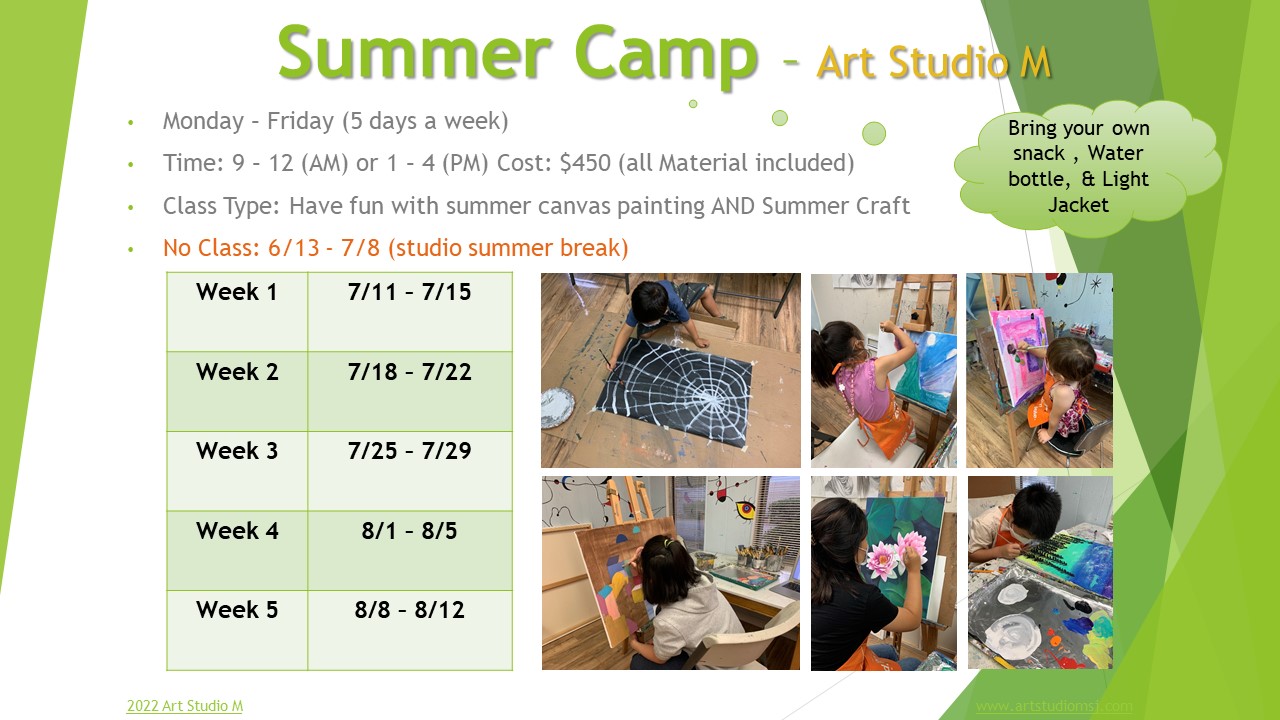 Summer Camp – Art Studio M
• Monday – Friday (5 days a week)
• Time: 9 – 12 (AM) or 1 – 4 (PM) Cost: $450 (all Material included)
• Class Type: Have fun with summer canvas painting AND Summer Craft
• No Class: 6/13 - 7/8 (studio summer break)
Bring your own
snack , Water
bottle, & Light
Jacket
Week 1 7/11 – 7/15
Week 2 7/18 – 7/22
Week 3 7/25 – 7/29
Week 4 8/1 – 8/5
Week 5 8/8 – 8/12
2022 Art Studio M
www.artstudiomsj.com